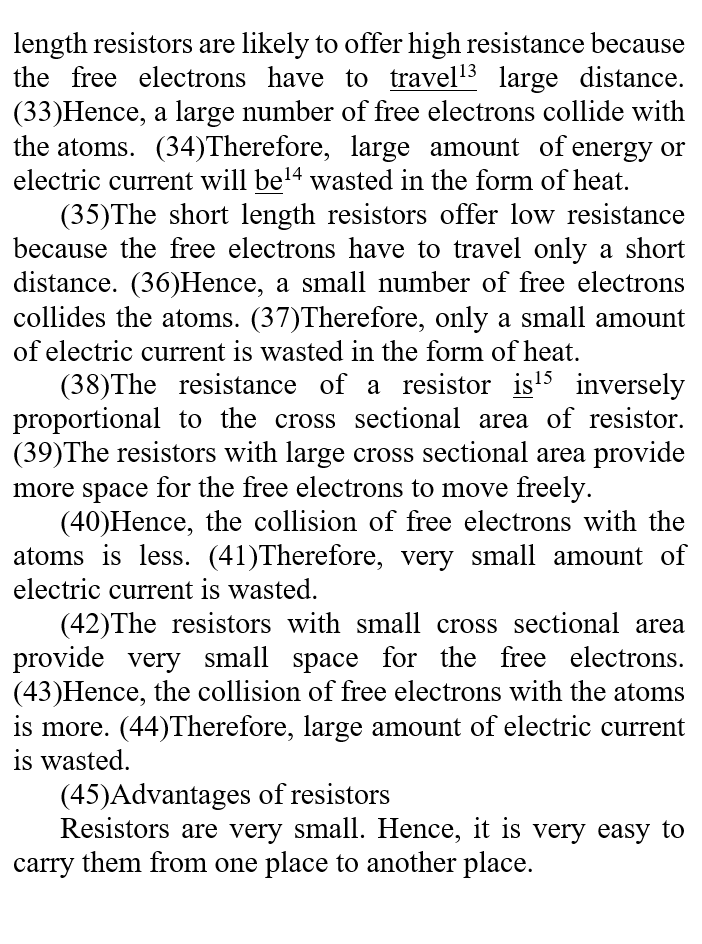 length resistors are likely to offer high resistance because
the free electrons have to travel¹³ large distance.
(33)Hence, a large number of free electrons collide with
the atoms. (34)Therefore, large amount of energy or
electric current will be¹⁴ wasted in the form of heat.
(35)The short length resistors offer low resistance
because the free electrons have to travel only a short
distance. (36)Hence, a small number of free electrons
collides the atoms. (37)Therefore, only a small amount
of electric current is wasted in the form of heat.
(38)The resistance of a resistor is¹⁵ inversely
proportional to the cross sectional area of resistor.
(39)The resistors with large cross sectional area provide
more space for the free electrons to move freely.
(40)Hence, the collision of free electrons with the
atoms is less. (41)Therefore, very small amount of
electric current is wasted.
(42)The resistors with small cross sectional area
provide very small space for the free electrons.
(43)Hence, the collision of free electrons with the atoms
is more. (44)Therefore, large amount of electric current
is wasted.
(45)Advantages of resistors
Resistors are very small. Hence, it is very easy to
carry them from one place to another place.